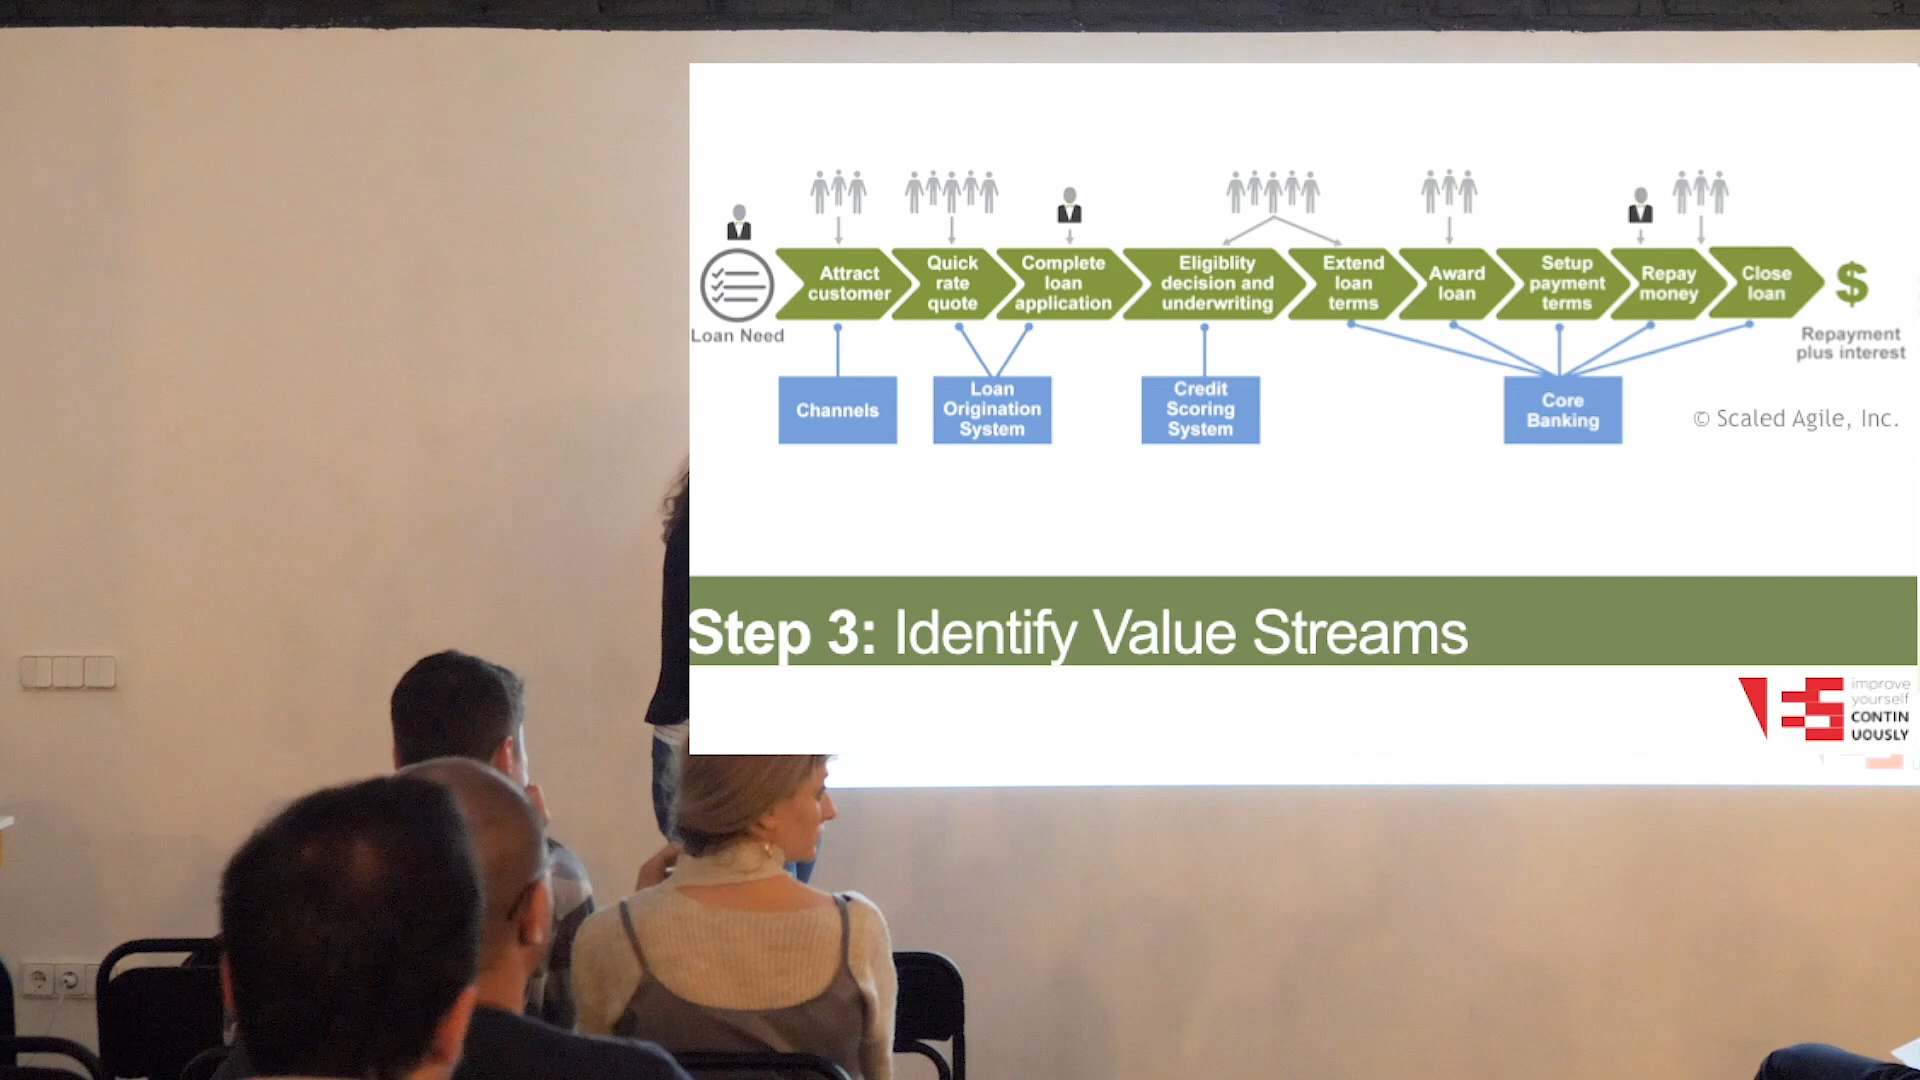 Attract
customer
Quick
rate
quote
Complete
loan
application
Eligiblity
decision and
underwriting
Extend
loan
terms
Award
loan
Setup
payment
terms
Repay
money
Close
loan
$
Loan Need
Repayment
plus interest
Channels
Loan
Origination
System
Credit
Scoring
System
Core
Banking
© Scaled Agile, Inc.
Step 3: Identify Value Streams
improve
yourself
CONTIN
UOUSLY